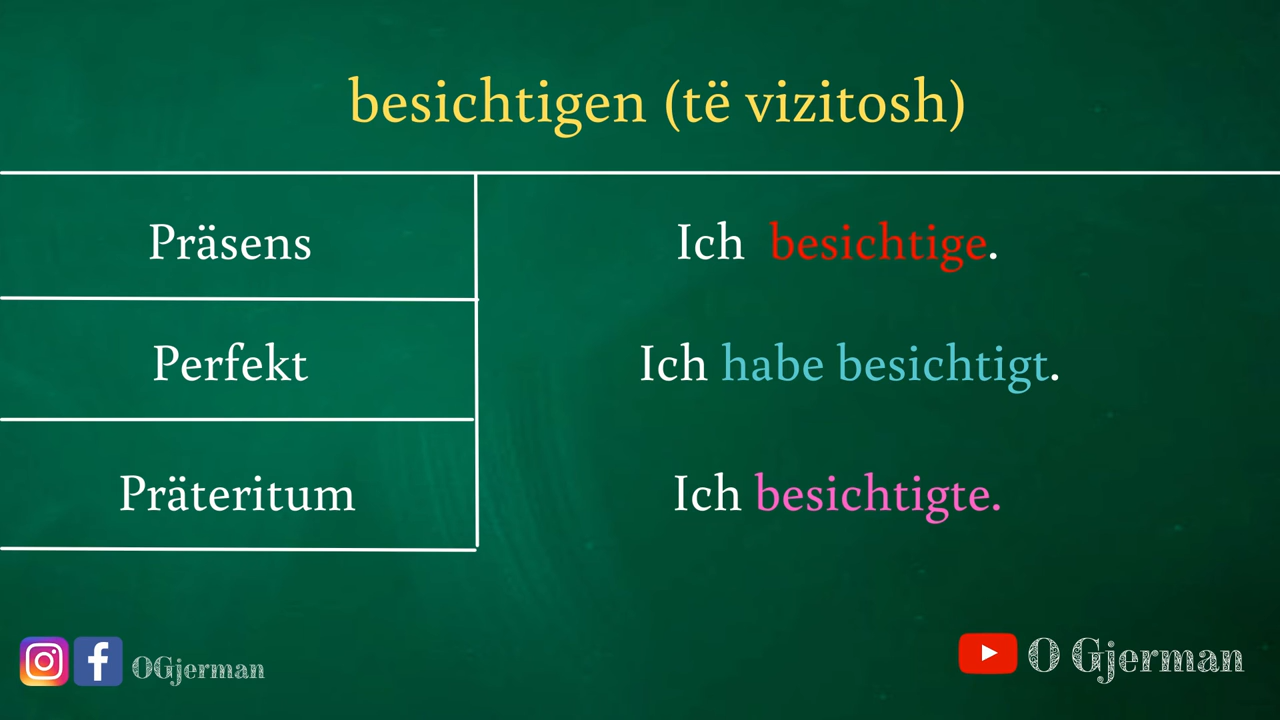 besichtigen (të vizitosh)
Präsens
Ich besichtige.
Perfekt
Ich habe besichtigt.
Präteritum
Ich besichtigte.
OGjerman
O Gjerman